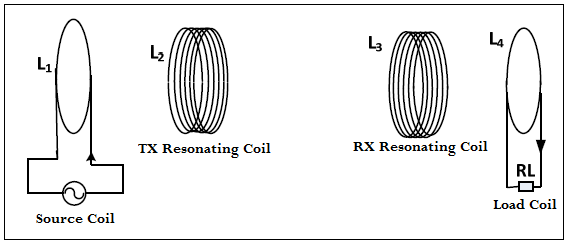 L1
L2
L3
L4
TX Resonating Coil
RX Resonating Coil
RL
Source Coil
Load Coil